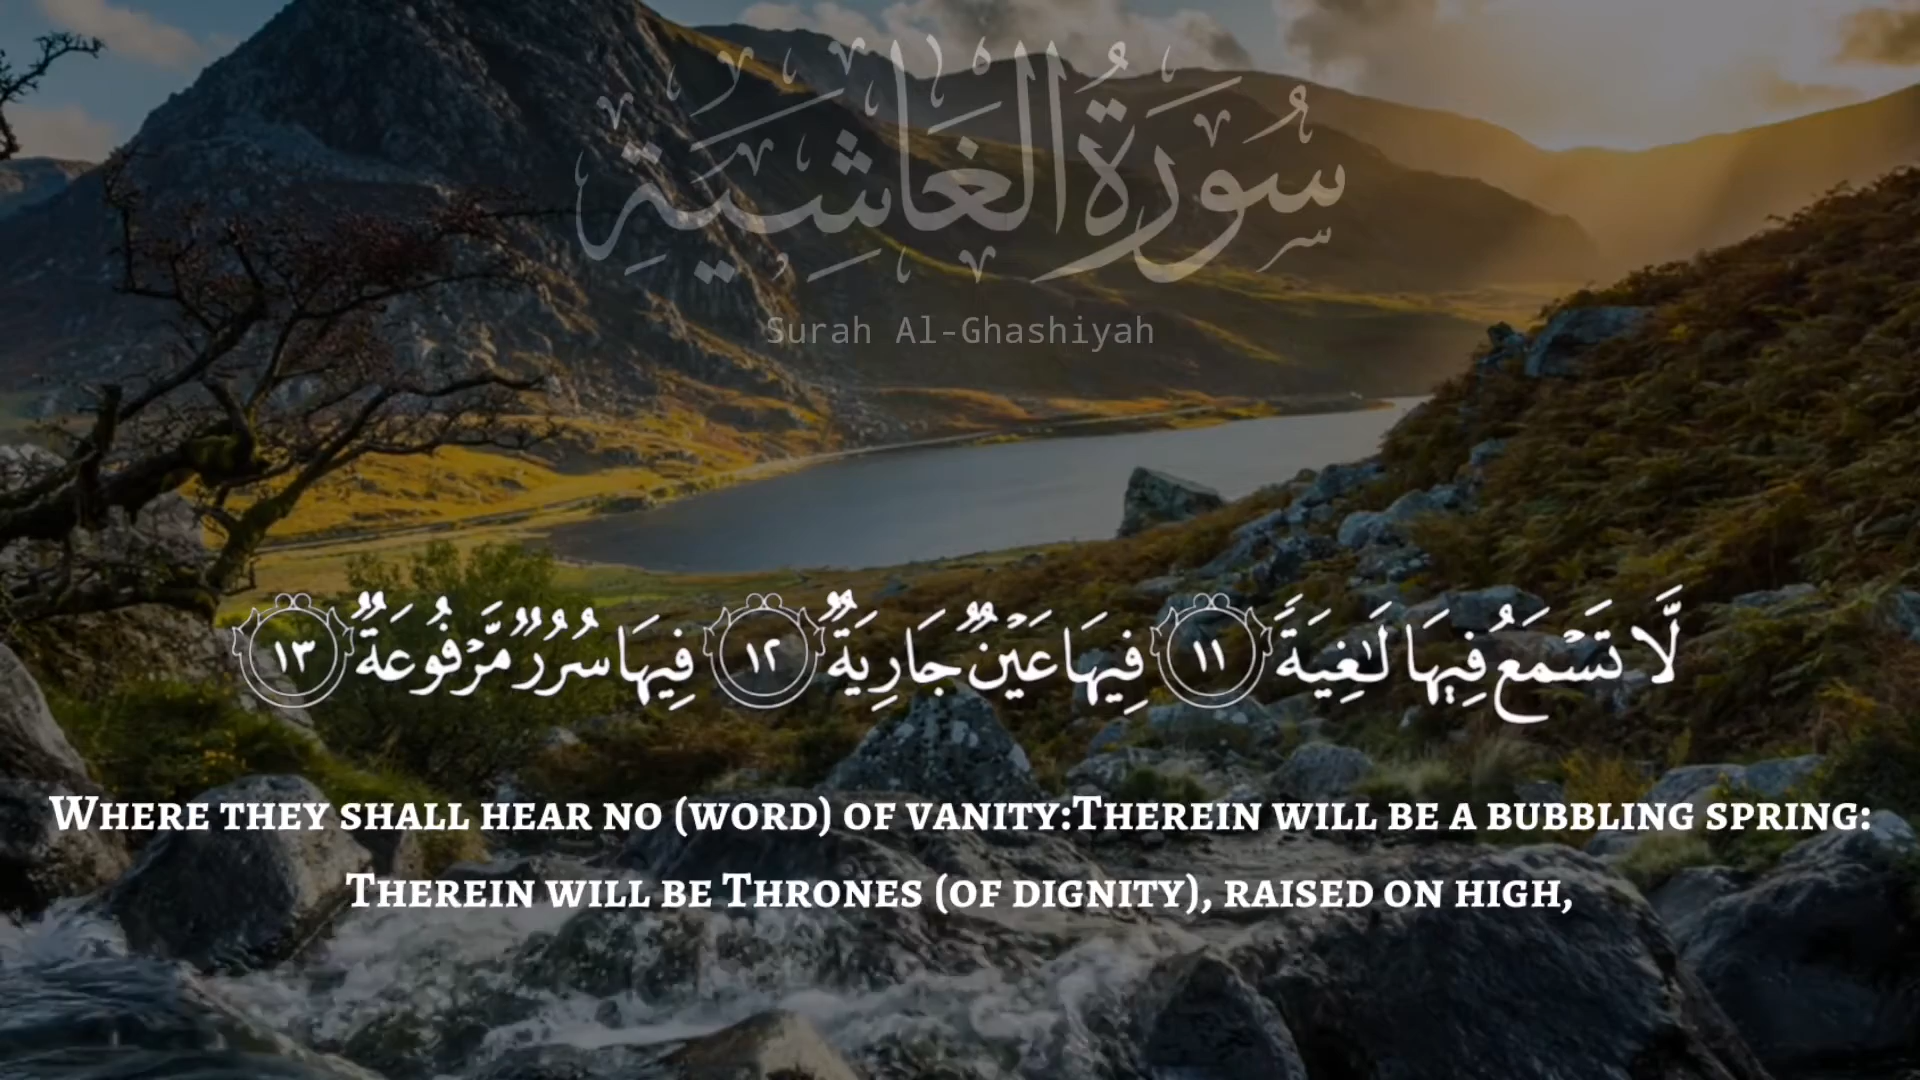 سُورَةُ الْغَاشِيَةِ
Surah Al-Ghashiyah
لَّا تَسْمَعُ فِيهَا لَٰغِيَةً ١١ فِيهَا عَيْنٌ جَارِيَةٌ ١٢ فِيهَا سُرُرٌ مَّرْفُوعَةٌ ١٣
Where they shall hear no (word) of vanity:Therein will be a bubbling spring:
Therein will be Thrones (of dignity), raised on high,